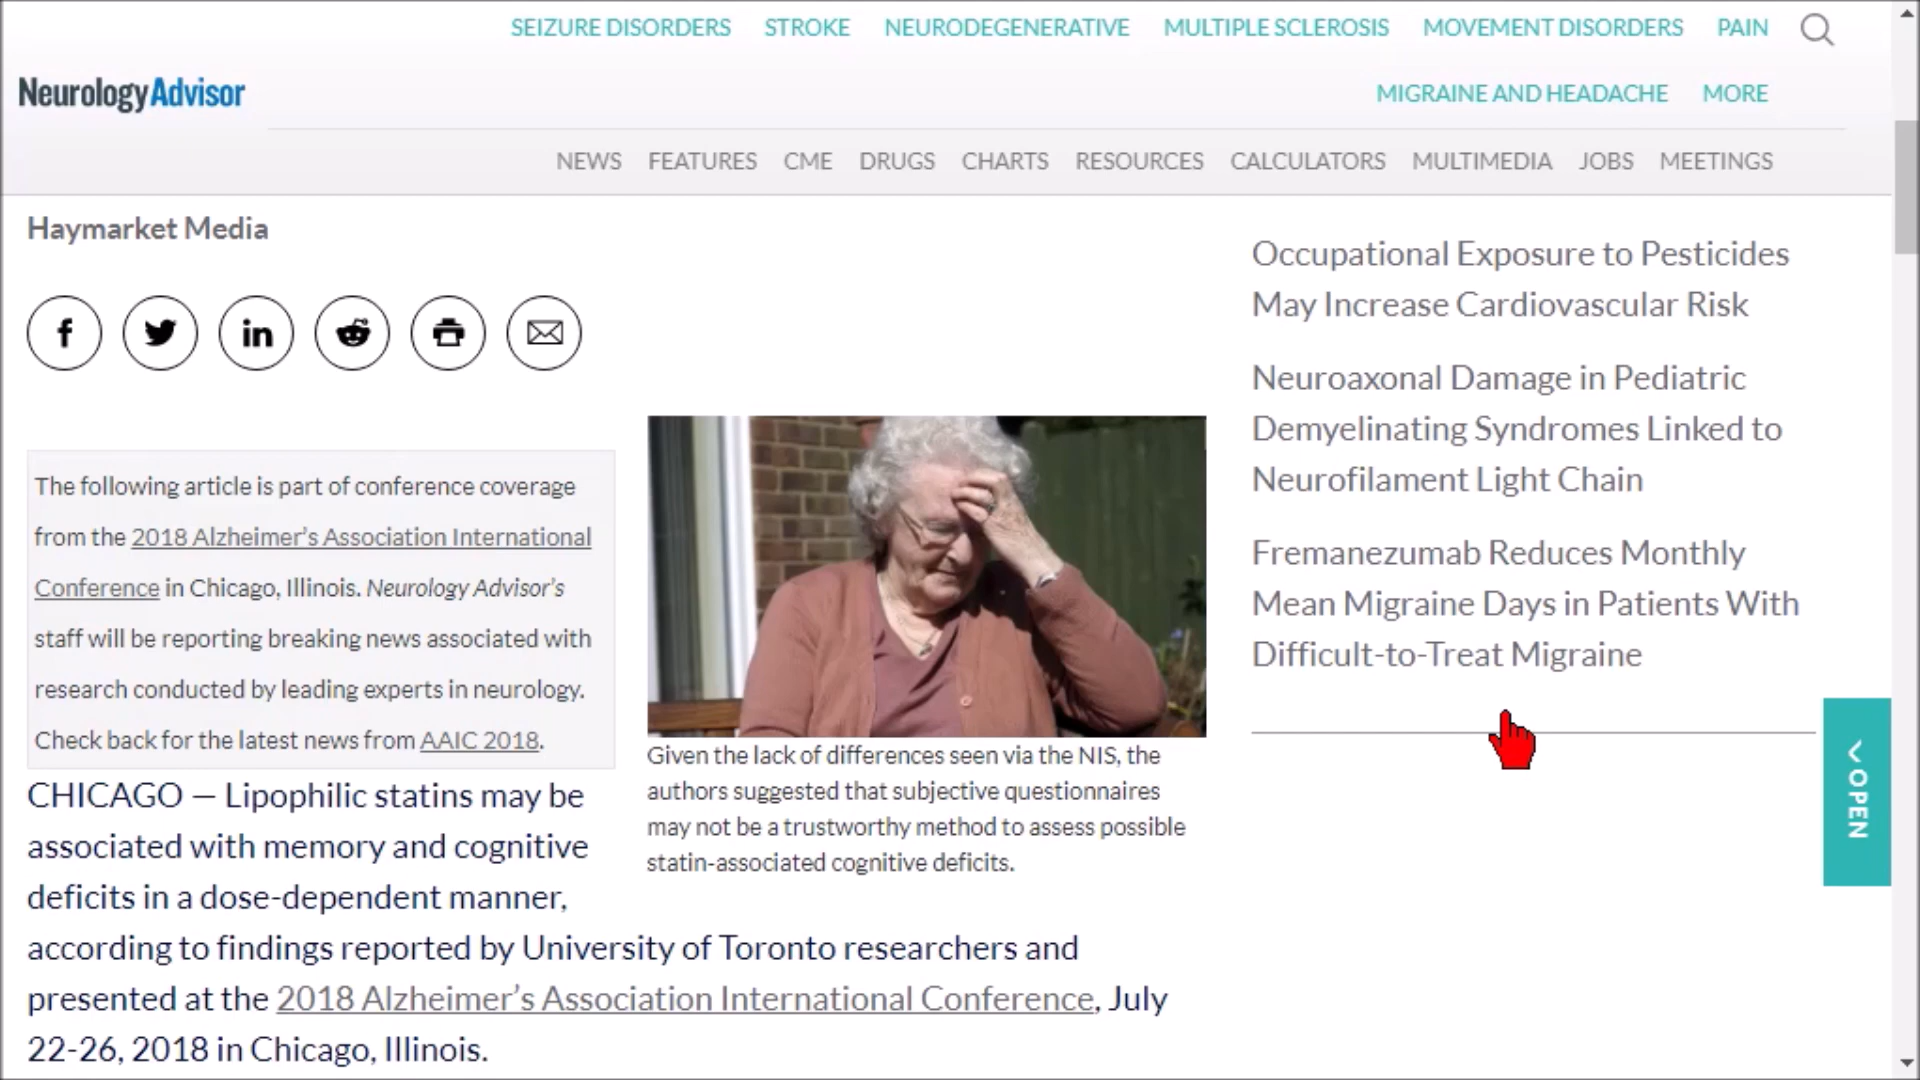 SEIZURE DISORDERS STROKE NEURODEGENERATIVE MULTIPLE SCLEROSIS MOVEMENT DISORDERS PAIN
NeurologyAdvisor
MIGRAINE AND HEADACHE MORE
NEWS FEATURES CME DRUGS CHARTS RESOURCES CALCULATORS MULTIMEDIA JOBS MEETINGS
Haymarket Media
The following article is part of conference coverage
from the 2018 Alzheimer's Association International
Conference in Chicago, Illinois. Neurology Advisor's
staff will be reporting breaking news associated with
research conducted by leading experts in neurology.
Check back for the latest news from AAIC 2018.
Given the lack of differences seen via the NIS, the
authors suggested that subjective questionnaires
may not be a trustworthy method to assess possible
statin-associated cognitive deficits.
CHICAGO — Lipophilic statins may be
associated with memory and cognitive
deficits in a dose-dependent manner,
according to findings reported by University of Toronto researchers and
presented at the 2018 Alzheimer's Association International Conference, July
22-26, 2018 in Chicago, Illinois.
Occupational Exposure to Pesticides
May Increase Cardiovascular Risk
Neuroaxonal Damage in Pediatric
Demyelinating Syndromes Linked to
Neurofilament Light Chain
Fremanezumab Reduces Monthly
Mean Migraine Days in Patients With
Difficult-to-Treat Migraine
OPEN